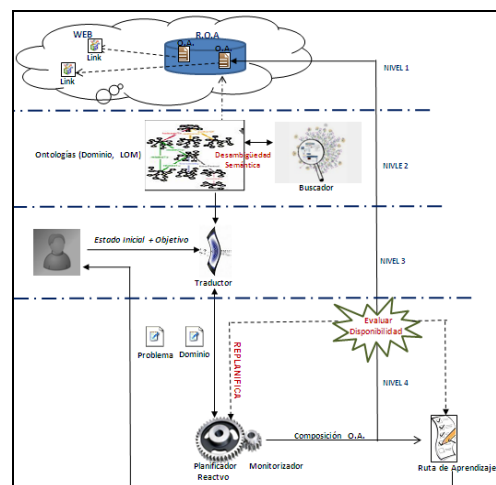 WEB
R.O.A
O.A.
O.A.
Link
Link
NIVEL 1
Ontologías (Dominio, LOM)
Desambigüedad
Semántica
Buscador
NIVLE 2
Estado Inicial + Objetivo
Traductor
NIVEL 3
Evaluar
Disponibilidad
Problema
Dominio
REPLANIFICA
NIVEL 4
Composición O.A.
Planificador
Reactvo
Monitorizador
Ruta de Aprendizaje